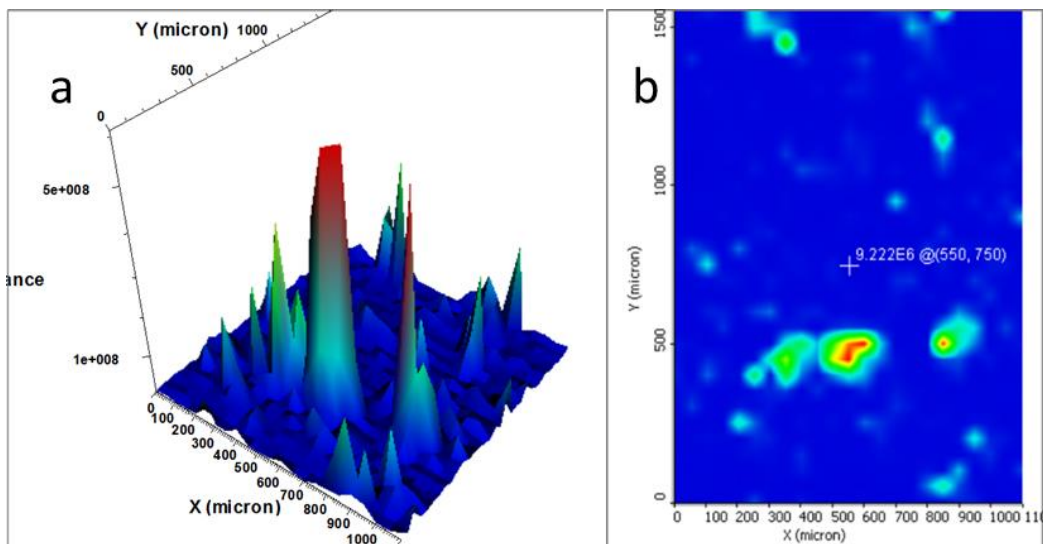 a
Y (micron)
1000
500
0
5e+008
ance
1e+008
0
100
200
300
400
500
600
700
800
900
1000
X (micron)
b
1500
1000
Y (micron)
500
0
9.222E6 @(550, 750)
0 100 200 300 400 500 600 700 800 900 1000 110
X (micron)